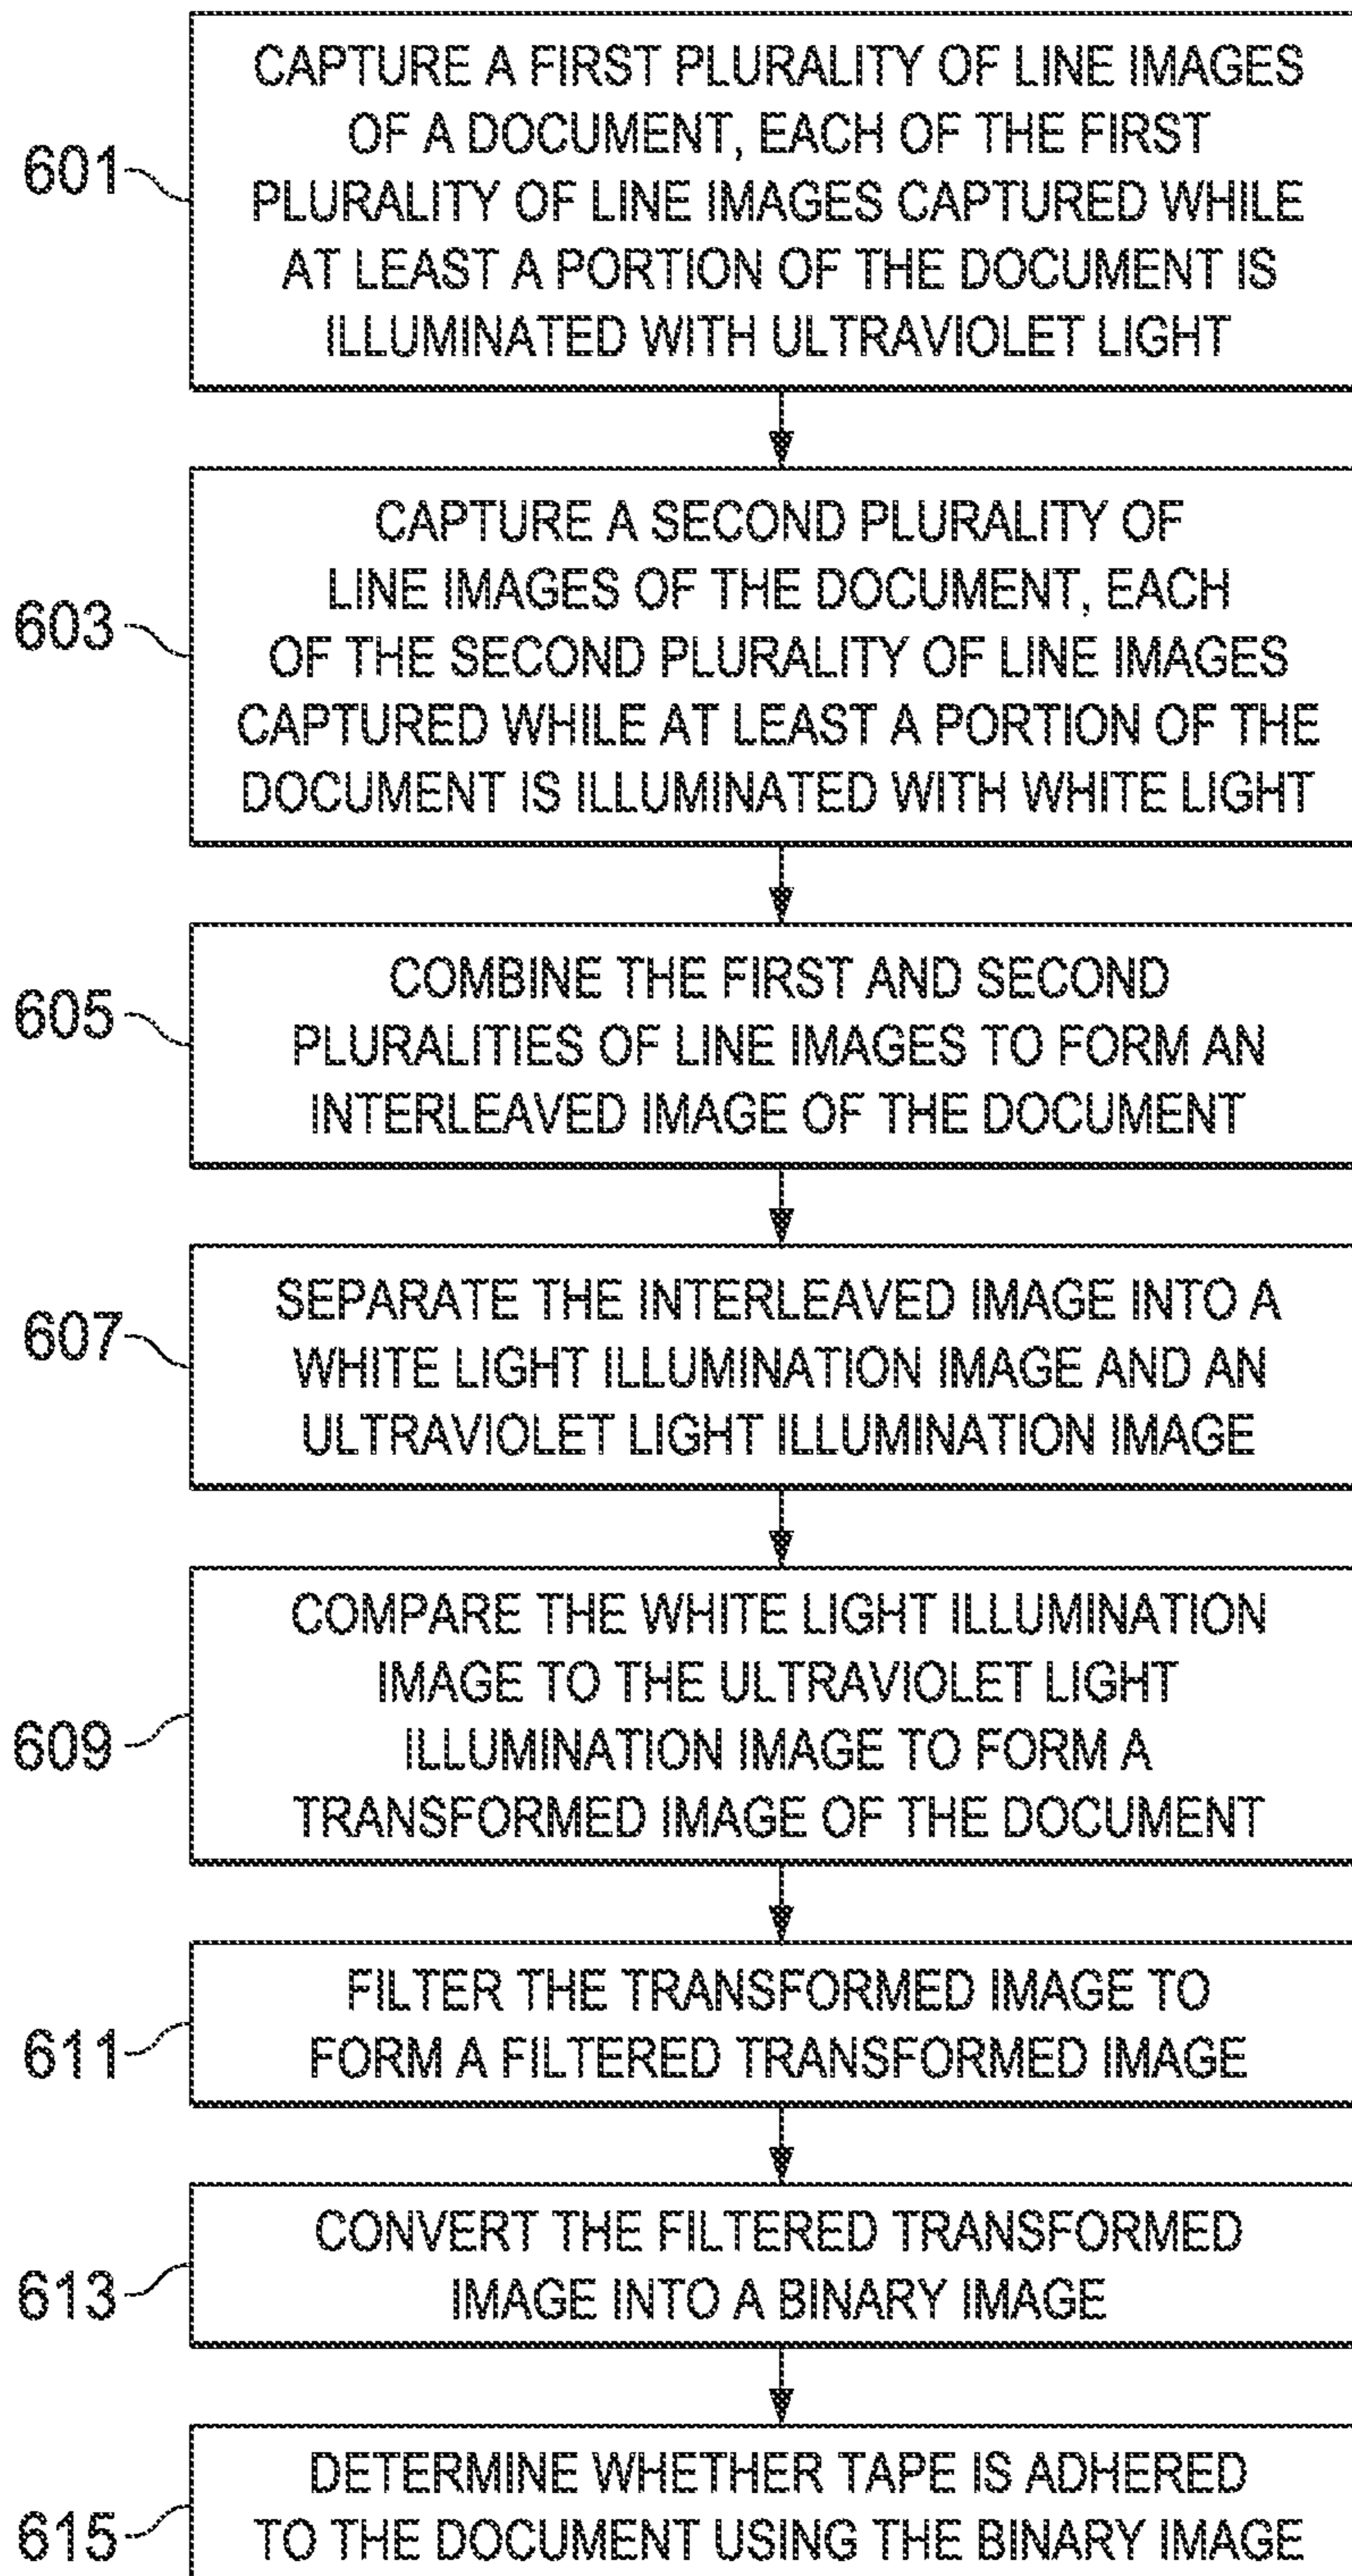 CAPTURE A FIRST PLURALITY OF LINE IMAGES
OF A DOCUMENT, EACH OF THE FIRST
601
PLURALITY OF LINE IMAGES CAPTURED WHILE
AT LEAST A PORTION OF THE DOCUMENT IS
ILLUMINATED WITH ULTRAVIOLET LIGHT
CAPTURE A SECOND PLURALITY OF
LINE IMAGES OF THE DOCUMENT, EACH
603
OF THE SECOND PLURALITY OF LINE IMAGES
CAPTURED WHILE AT LEAST A PORTION OF THE
DOCUMENT IS ILLUMINATED WITH WHITE LIGHT
COMBINE THE FIRST AND SECOND
605
PLURALITIES OF LINE IMAGES TO FORM AN
INTERLEAVED IMAGE OF THE DOCUMENT
SEPARATE THE INTERLEAVED IMAGE INTO A
607
WHITE LIGHT ILLUMINATION IMAGE AND AN
ULTRAVIOLET LIGHT ILLUMINATION IMAGE
COMPARE THE WHITE LIGHT ILLUMINATION
IMAGE TO THE ULTRAVIOLET LIGHT
609
ILLUMINATION IMAGE TO FORM A
TRANSFORMED IMAGE OF THE DOCUMENT
FILTER THE TRANSFORMED IMAGE TO
611
FORM A FILTERED TRANSFORMED IMAGE
CONVERT THE FILTERED TRANSFORMED
613
IMAGE INTO A BINARY IMAGE
DETERMINE WHETHER TAPE IS ADHERED
615
TO THE DOCUMENT USING THE BINARY IMAGE